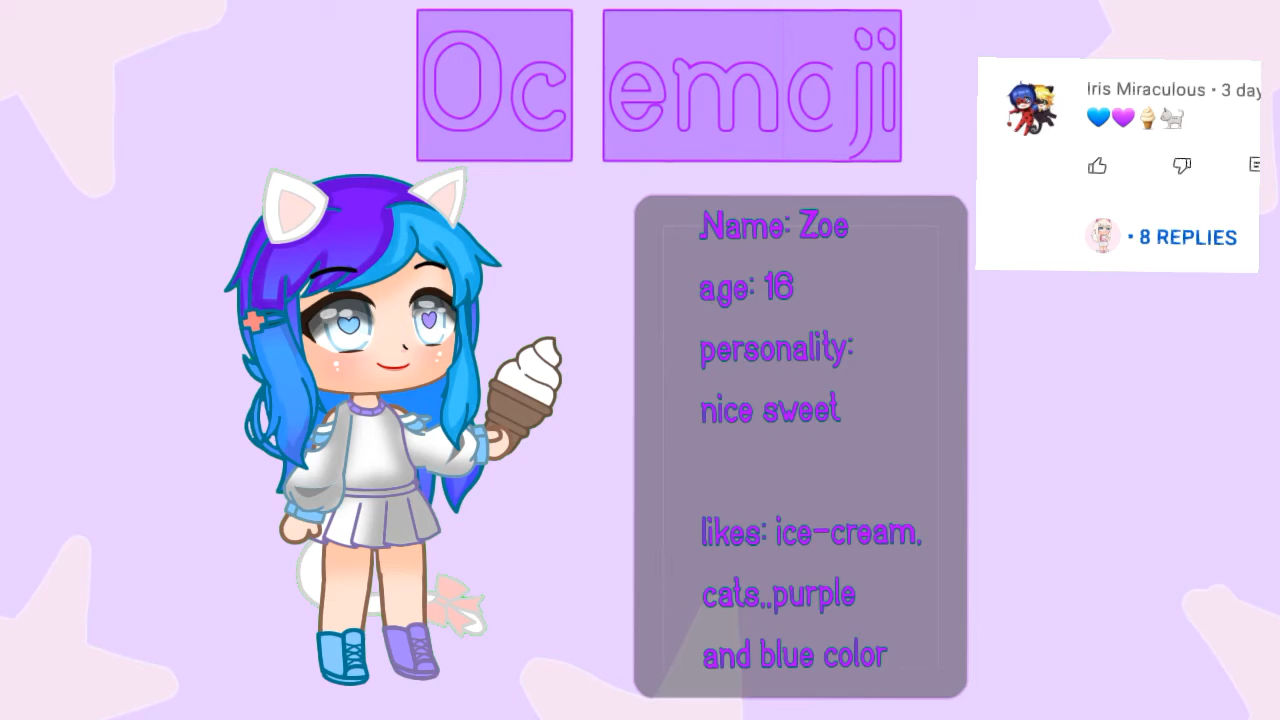 Oc emoji
Iris Miraculous · 3 day
💙💜🍦🐈
· 8 REPLIES
Name: Zoe
age: 16
personality:
nice sweet
likes: ice-cream,
cats,,purple
and blue color